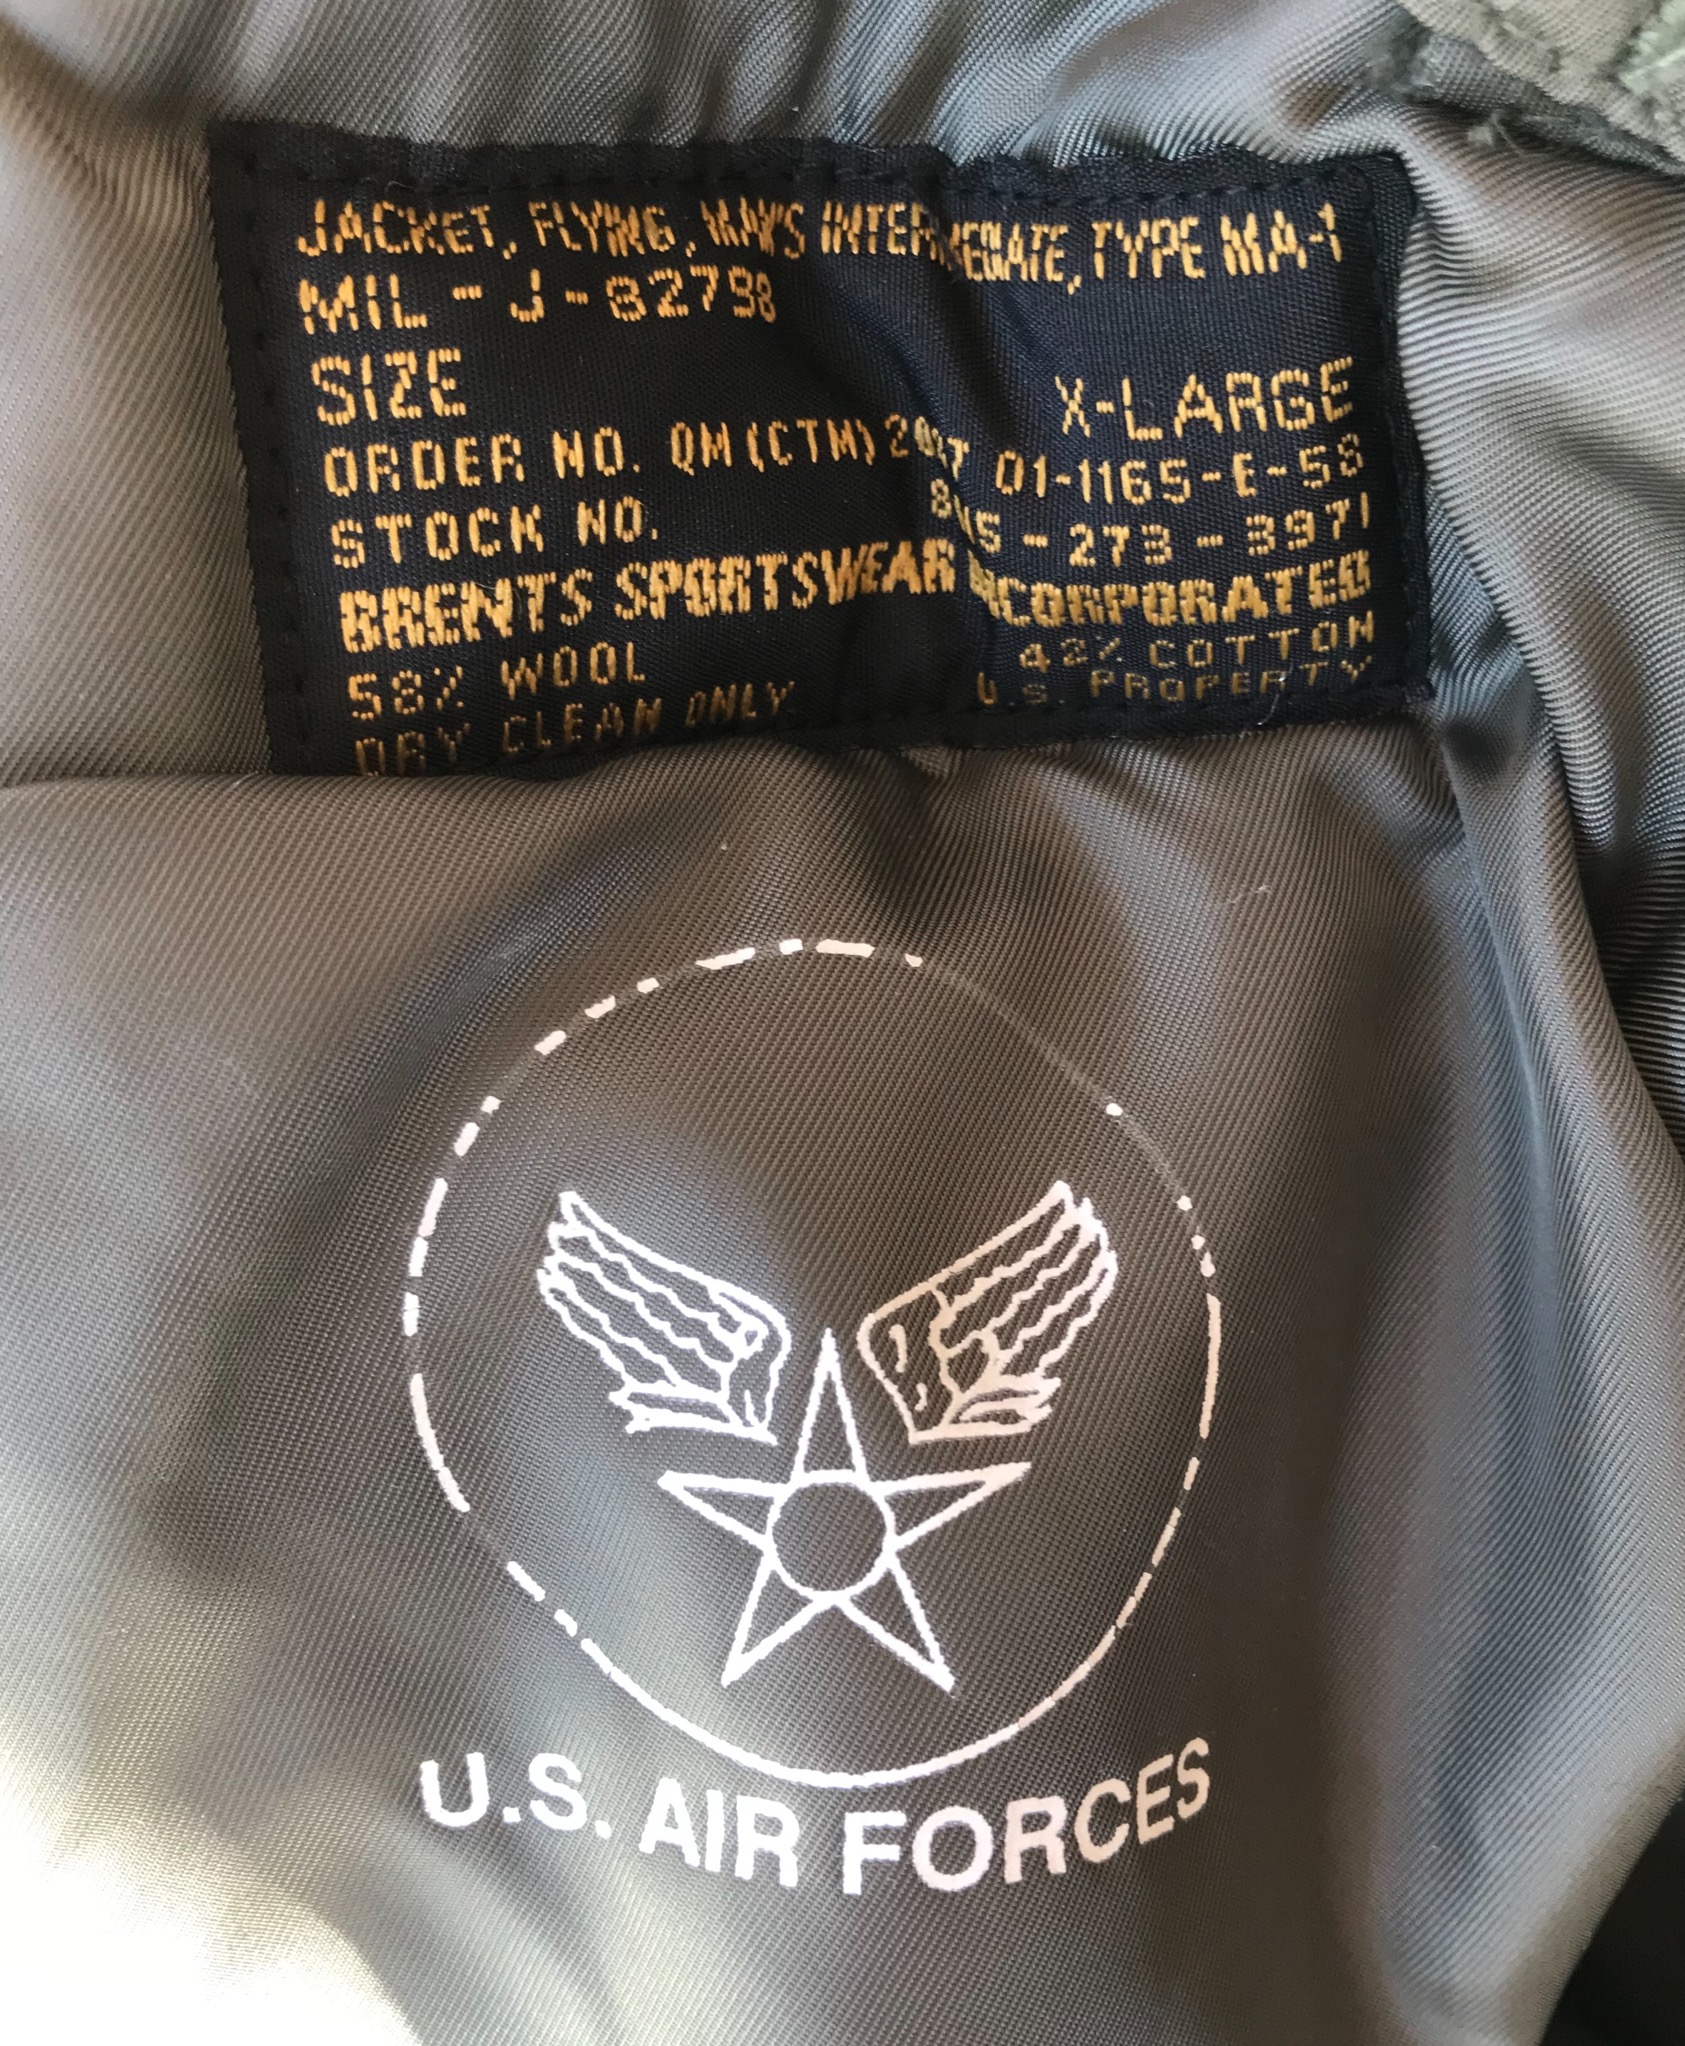 JACKET, FLYING, MAN'S INTERMEDIATE, TYPE MA-1
MIL-J-8279B
SIZE X-LARGE
ORDER NO. QM (CTM) 01-1165-E-58
STOCK NO. 273-3971
BRENTS SPORTSWEAR INCORPORATED
58% WOOL 42% COTTON
DRY CLEAN ONLY U.S. PROPERTY
U.S. AIR FORCES